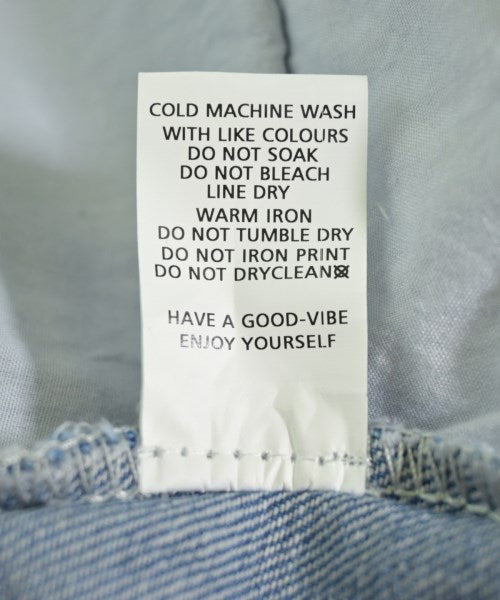 COLD MACHINE WASH
WITH LIKE COLOURS
DO NOT SOAK
DO NOT BLEACH
LINE DRY
WARM IRON
DO NOT TUMBLE DRY
DO NOT IRON PRINT
DO NOT DRYCLEAN
HAVE A GOOD-VIBE
ENJOY YOURSELF